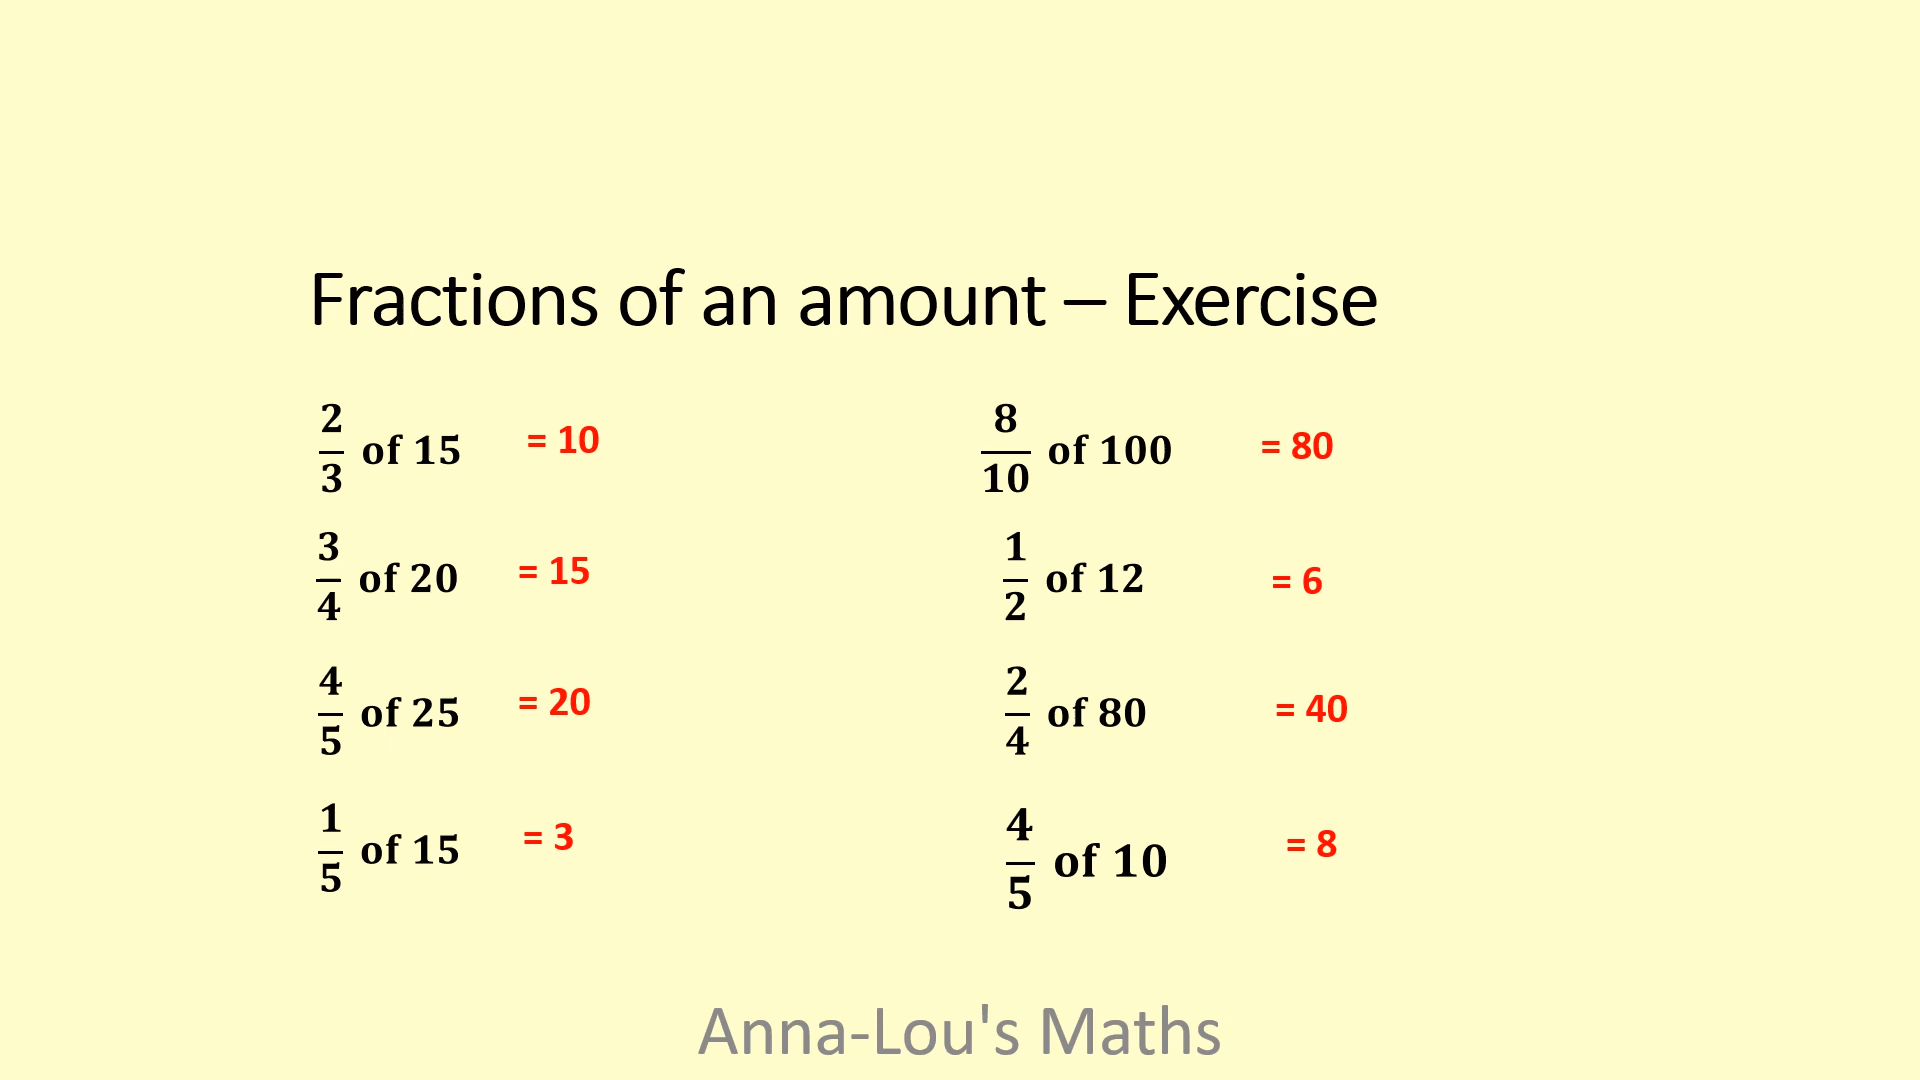 Fractions of an amount – Exercise
2/3 of 15 = 10
8/10 of 100 = 80
3/4 of 20 = 15
1/2 of 12 = 6
4/5 of 25 = 20
2/4 of 80 = 40
1/5 of 15 = 3
4/5 of 10 = 8
Anna-Lou's Maths